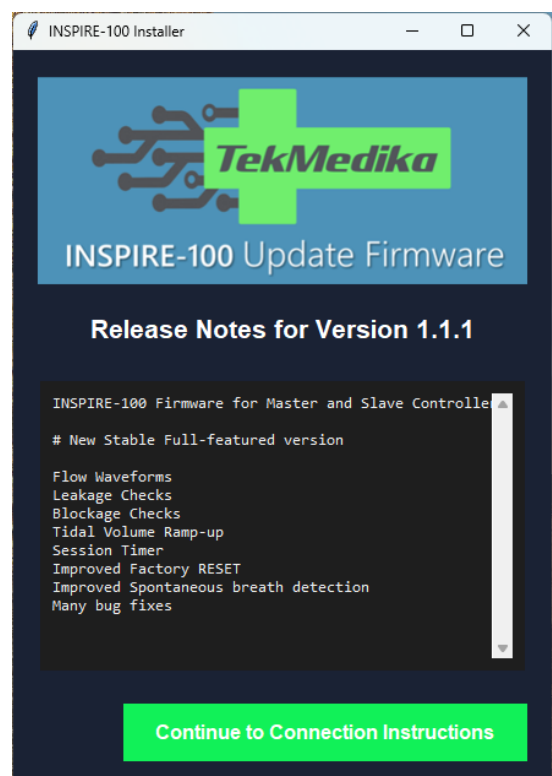 INSPIRE-100 Installer
TekMedika
INSPIRE-100 Update Firmware
Release Notes for Version 1.1.1
INSPIRE-100 Firmware for Master and Slave Controller
# New Stable Full-featured version
Flow Waveforms
Leakage Checks
Blockage Checks
Tidal Volume Ramp-up
Session Timer
Improved Factory RESET
Improved Spontaneous breath detection
Many bug fixes
Continue to Connection Instructions